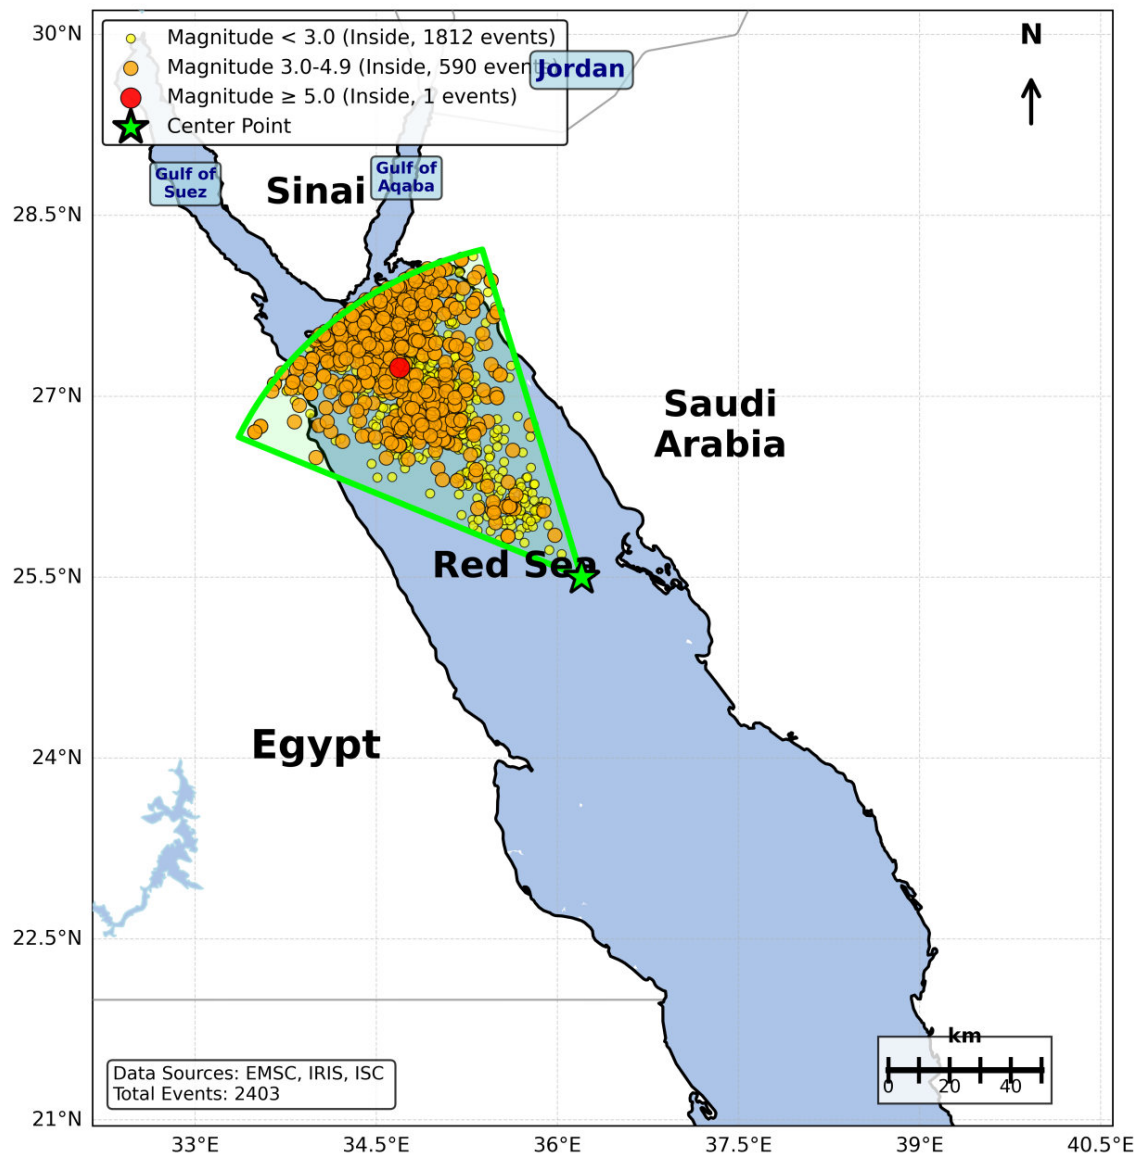 30°N
28.5°N
27°N
25.5°N
24°N
22.5°N
21°N
Magnitude < 3.0 (Inside, 1812 events)
Magnitude 3.0-4.9 (Inside, 590 events)
Magnitude ≥ 5.0 (Inside, 1 events)
Center Point
Jordan
N
Gulf of
Suez
Sinai
Gulf of
Aqaba
Saudi
Arabia
Red Sea
Egypt
Data Sources: EMSC, IRIS, ISC
Total Events: 2403
km
0 20 40
33°E 34.5°E 36°E 37.5°E 39°E 40.5°E